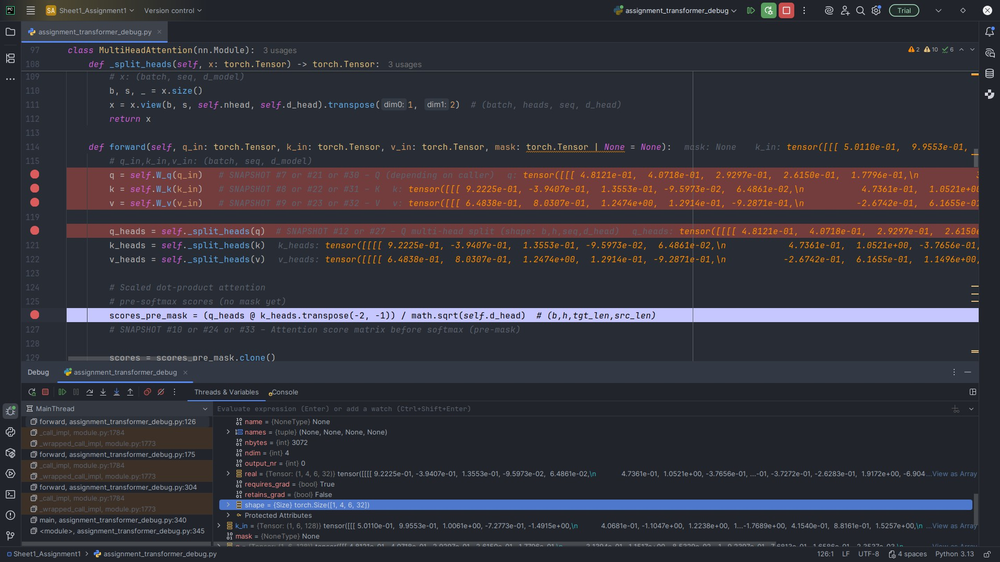 PC SA Sheet1_Assignment1 Version control assignment_transformer_debug Trial
assignment_transformer_debug.py
97 class MultiHeadAttention(nn.Module): 3 usages 2 10 6
108 def _split_heads(self, x: torch.Tensor) -> torch.Tensor: 3 usages
109 # x: (batch, seq, d_model)
110 b, s, _ = x.size()
111 x = x.view(b, s, self.nhead, self.d_head).transpose( dim0: 1, dim1: 2) # (batch, heads, seq, d_head)
112 return x
113
114 def forward(self, q_in: torch.Tensor, k_in: torch.Tensor, v_in: torch.Tensor, mask: torch.Tensor | None = None): mask: None k_in: tensor([[[ 5.0110e-01, 9.9553e-01,
115 # q_in,k_in,v_in: (batch, seq, d_model)
q = self.W_q(q_in) # SNAPSHOT #7 or #21 or #30 – Q (depending on caller) q: tensor([[[ 4.8121e-01, 4.0718e-01, 2.9297e-01, 2.6150e-01, 1.7796e-01,\n
k = self.W_k(k_in) # SNAPSHOT #8 or #22 or #31 – K k: tensor([[[ 9.2225e-01, -3.9407e-01, 1.3553e-01, -9.5973e-02, 6.4861e-02,\n 4.7361e-01, 1.0521e+00
v = self.W_v(v_in) # SNAPSHOT #9 or #23 or #32 – V v: tensor([[[ 6.4838e-01, 8.0307e-01, 1.2474e+00, 1.2914e-01, -9.2871e-01,\n -2.6742e-01, 6.1655e-01
119
q_heads = self._split_heads(q) # SNAPSHOT #12 or #27 – Q multi-head split (shape: b,h,seq,d_head) q_heads: tensor([[[[ 4.8121e-01, 4.0718e-01, 2.9297e-01, 2.6150e
121 k_heads = self._split_heads(k) k_heads: tensor([[[[ 9.2225e-01, -3.9407e-01, 1.3553e-01, -9.5973e-02, 6.4861e-02,\n 4.7361e-01, 1.0521e+00, -3.7656e-01,
122 v_heads = self._split_heads(v) v_heads: tensor([[[[ 6.4838e-01, 8.0307e-01, 1.2474e+00, 1.2914e-01, -9.2871e-01,\n -2.6742e-01, 6.1655e-01, 1.1496e+00,
123
124 # Scaled dot-product attention
125 # pre-softmax scores (no mask yet)
scores_pre_mask = (q_heads @ k_heads.transpose(-2, -1)) / math.sqrt(self.d_head) # (b,h,tgt_len,src_len)
127 # SNAPSHOT #10 or #24 or #33 – Attention score matrix before softmax (pre-mask)
128
129 scores = scores_pre_mask.clone()
Debug assignment_transformer_debug
Threads & Variables Console
MainThread
Evaluate expression (Enter) or add a watch (Ctrl+Shift+Enter)
forward, assignment_transformer_debug.py:126
_call_impl, module.py:1784
_wrapped_call_impl, module.py:1773
forward, assignment_transformer_debug.py:175
_call_impl, module.py:1784
_wrapped_call_impl, module.py:1773
forward, assignment_transformer_debug.py:304
_call_impl, module.py:1784
_wrapped_call_impl, module.py:1773
main, assignment_transformer_debug.py:340
<module>, assignment_transformer_debug.py:345
name = {NoneType} None
names = {tuple} (None, None, None, None)
nbytes = {int} 3072
ndim = {int} 4
output_nr = {int} 0
real = {Tensor: (1, 4, 6, 32)} tensor([[[[ 9.2225e-01, -3.9407e-01, 1.3553e-01, -9.5973e-02, 6.4861e-02,\n 4.7361e-01, 1.0521e+00, -3.7656e-01, ...-01, -3.7272e-01, -2.6283e-01, 1.9172e+00, -6.904 ...View as Array
requires_grad = {bool} True
retains_grad = {bool} False
shape = {Size} torch.Size([1, 4, 6, 32])
Protected Attributes
k_in = {Tensor: (1, 6, 128)} tensor([[[ 5.0110e-01, 9.9553e-01, 1.0061e+00, -7.2773e-01, -1.4915e+00,\n 4.0681e-01, -1.1047e+00, 1.2238e+00, 1...-1.7689e+00, 4.1540e-01, 8.8161e-01, 1.5257e+00,\n ...View as Array
mask = {NoneType} None
Sheet1_Assignment1 > assignment_transformer_debug.py 126:1 LF UTF-8 4 spaces Python 3.13